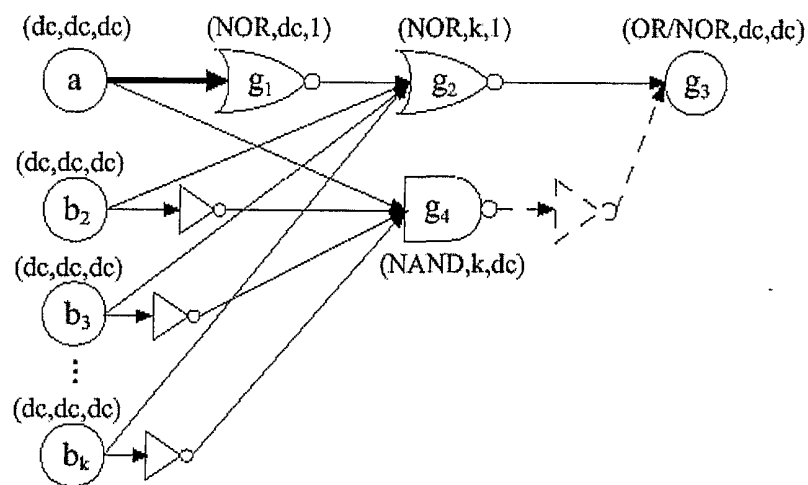 (dc,dc,dc) (NOR,dc,1) (NOR,k,1) (OR/NOR,dc,dc)
a g₁ g₂ g₃
(dc,dc,dc)
b₂ g₄
(NAND,k,dc)
(dc,dc,dc)
b₃
(dc,dc,dc)
bₖ